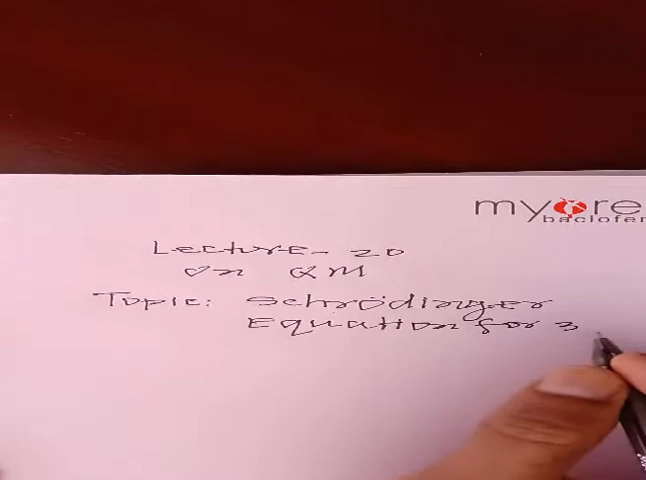 myore
baclofen
Lecture - 20
on QM
Topic: Schrödinger
Equation for 3